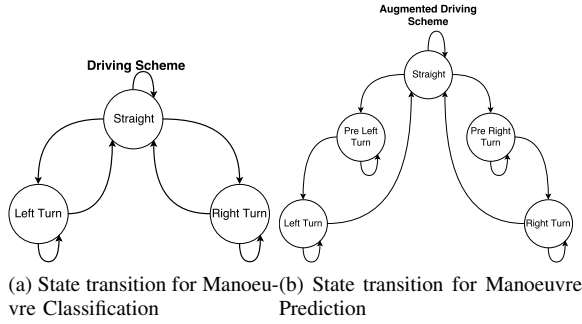 Driving Scheme
Straight
Left Turn
Right Turn
Augmented Driving
Scheme
Straight
Pre Left
Turn
Pre Right
Turn
Left Turn
Right Turn
(a) State transition for Manoeu-
vre Classification
(b) State transition for Manoeuvre
Prediction